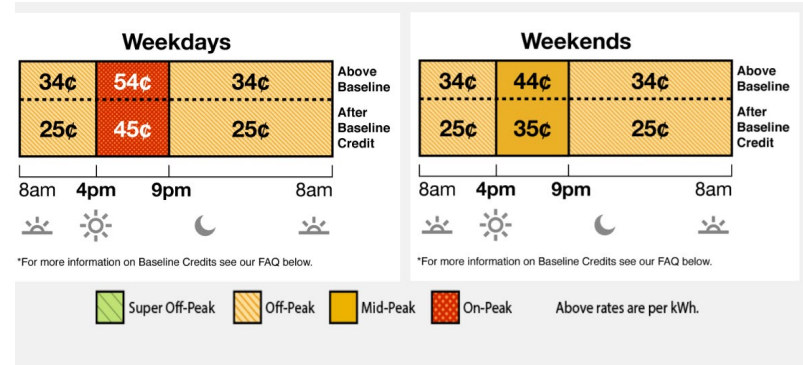 Weekdays
34¢ 54¢ 34¢ Above Baseline
25¢ 45¢ 25¢ After Baseline Credit
8am 4pm 9pm 8am
*For more information on Baseline Credits see our FAQ below.
Weekends
34¢ 44¢ 34¢ Above Baseline
25¢ 35¢ 25¢ After Baseline Credit
8am 4pm 9pm 8am
*For more information on Baseline Credits see our FAQ below.
Super Off-Peak Off-Peak Mid-Peak On-Peak Above rates are per kWh.